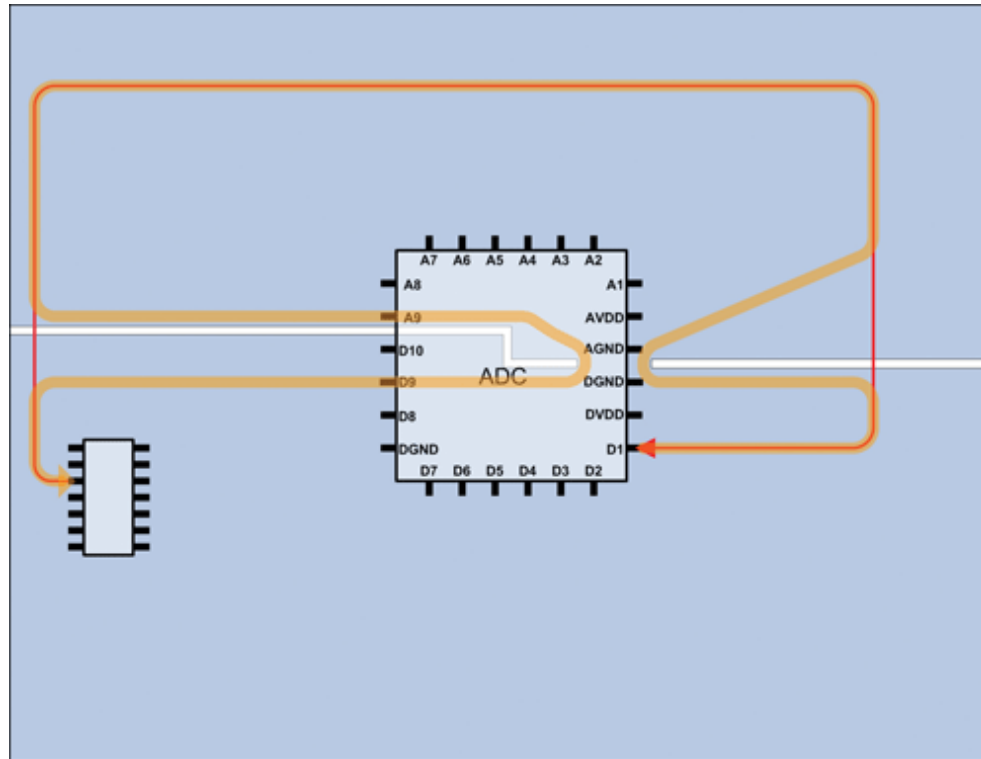 A7 A6 A5 A4 A3 A2
A8 A1
A9 AVDD
D10 AGND
ADC
D9 DGND
D8 DVDD
DGND D1
D7 D6 D5 D4 D3 D2